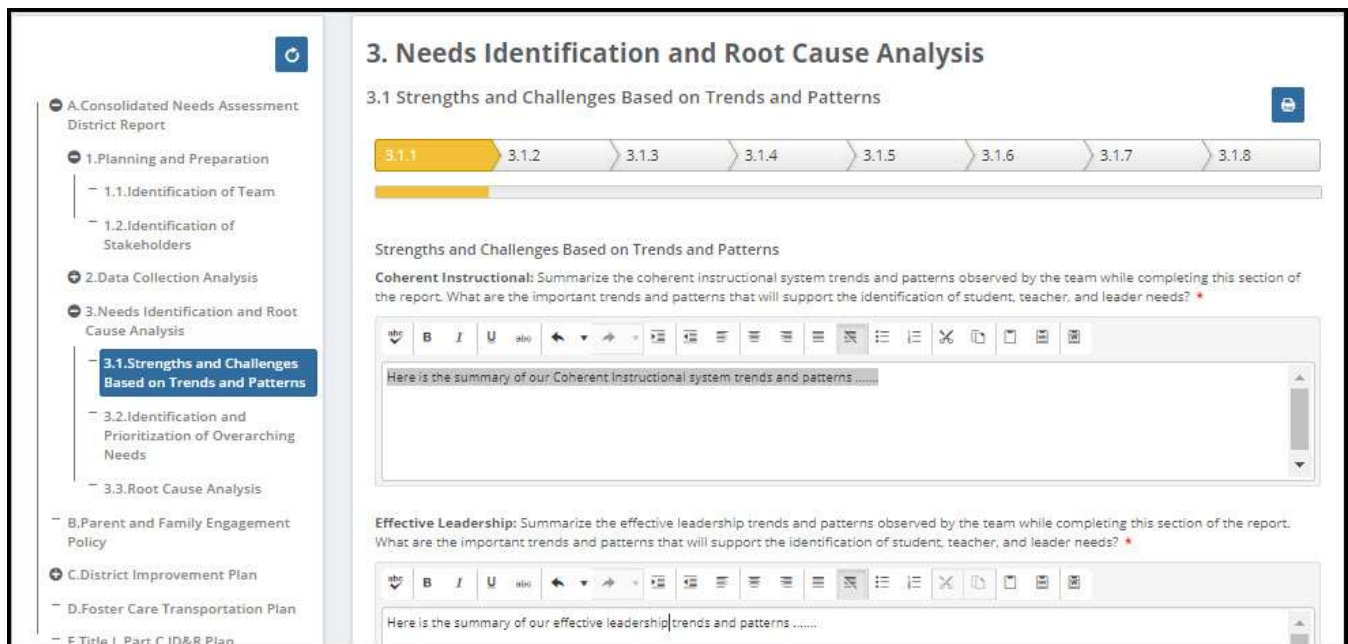 A.Consolidated Needs Assessment
District Report
1.Planning and Preparation
1.1.Identification of Team
1.2.Identification of
Stakeholders
2.Data Collection Analysis
3.Needs Identification and Root
Cause Analysis
3.1.Strengths and Challenges
Based on Trends and Patterns
3.2.Identification and
Prioritization of Overarching
Needs
3.3.Root Cause Analysis
B.Parent and Family Engagement
Policy
C.District Improvement Plan
D.Foster Care Transportation Plan
E.Title I, Part C ID&R Plan
3. Needs Identification and Root Cause Analysis
3.1 Strengths and Challenges Based on Trends and Patterns
3.1.1 3.1.2 3.1.3 3.1.4 3.1.5 3.1.6 3.1.7 3.1.8
Strengths and Challenges Based on Trends and Patterns
Coherent Instructional: Summarize the coherent instructional system trends and patterns observed by the team while completing this section of
the report. What are the important trends and patterns that will support the identification of student, teacher, and leader needs? *
abc B I U abc
Here is the summary of our Coherent Instructional system trends and patterns .......
Effective Leadership: Summarize the effective leadership trends and patterns observed by the team while completing this section of the report.
What are the important trends and patterns that will support the identification of student, teacher, and leader needs? *
abc B I U abc
Here is the summary of our effective leadership trends and patterns .......